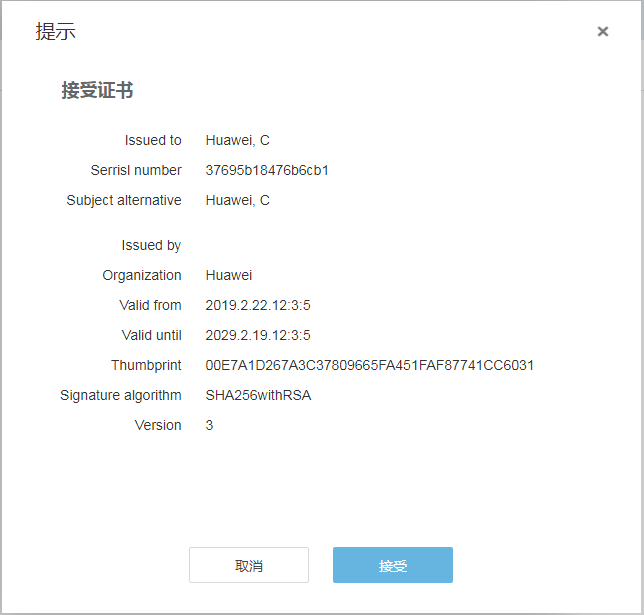 提示
×
接受证书
Issued to Huawei, C
Serrisl number 37695b18476b6cb1
Subject alternative Huawei, C
Issued by
Organization Huawei
Valid from 2019.2.22.12:3:5
Valid until 2029.2.19.12:3:5
Thumbprint 00E7A1D267A3C37809665FA451FAF87741CC6031
Signature algorithm SHA256withRSA
Version 3
取消 接受